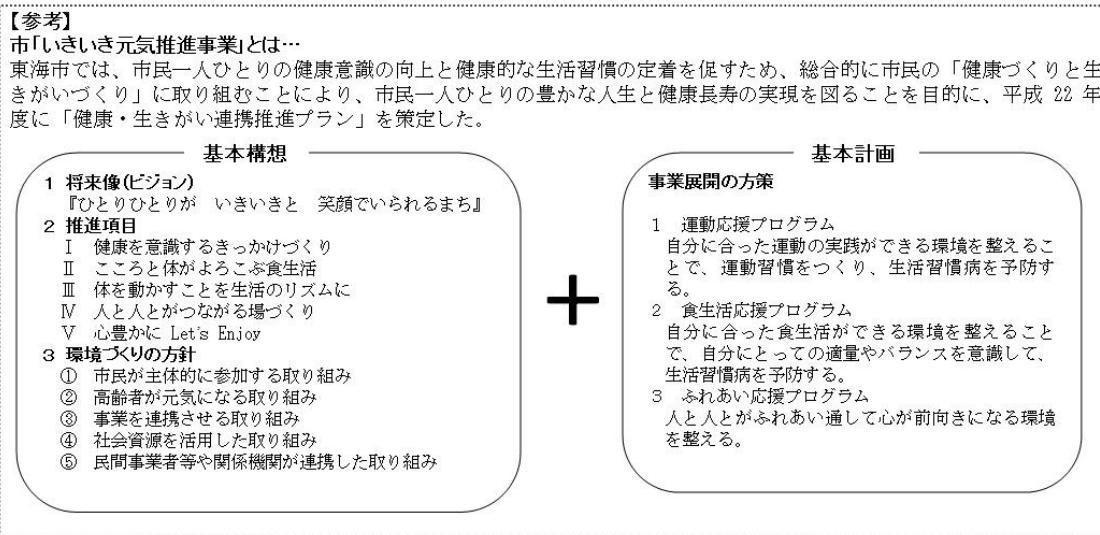 【参考】
市「いきいき元気推進事業」とは…
東海市では、市民一人ひとりの健康意識の向上と健康的な生活習慣の定着を促すため、総合的に市民の「健康づくりと生
きがいづくり」に取り組むことにより、市民一人ひとりの豊かな人生と健康長寿の実現を図ることを目的に、平成 22 年
度に「健康・生きがい連携推進プラン」を策定した。
基本構想
1 将来像(ビジョン)
『ひとりひとりが いきいきと 笑顔でいられるまち』
2 推進項目
Ⅰ 健康を意識するきっかけづくり
Ⅱ こころと体がよろこぶ食生活
Ⅲ 体を動かすことを生活のリズムに
Ⅳ 人と人とがつながる場づくり
Ⅴ 心豊かに Let's Enjoy
3 環境づくりの方針
① 市民が主体的に参加する取り組み
② 高齢者が元気になる取り組み
③ 事業を連携させる取り組み
④ 社会資源を活用した取り組み
⑤ 民間事業者等や関係機関が連携した取り組み
+
基本計画
事業展開の方策
1 運動応援プログラム
自分に合った運動の実践ができる環境を整えるこ
とで、運動習慣をつくり、生活習慣病を予防す
る。
2 食生活応援プログラム
自分に合った食生活ができる環境を整えること
で、自分にとっての適量やバランスを意識して、
生活習慣病を予防する。
3 ふれあい応援プログラム
人と人とがふれあい通して心が前向きになる環境
を整える。